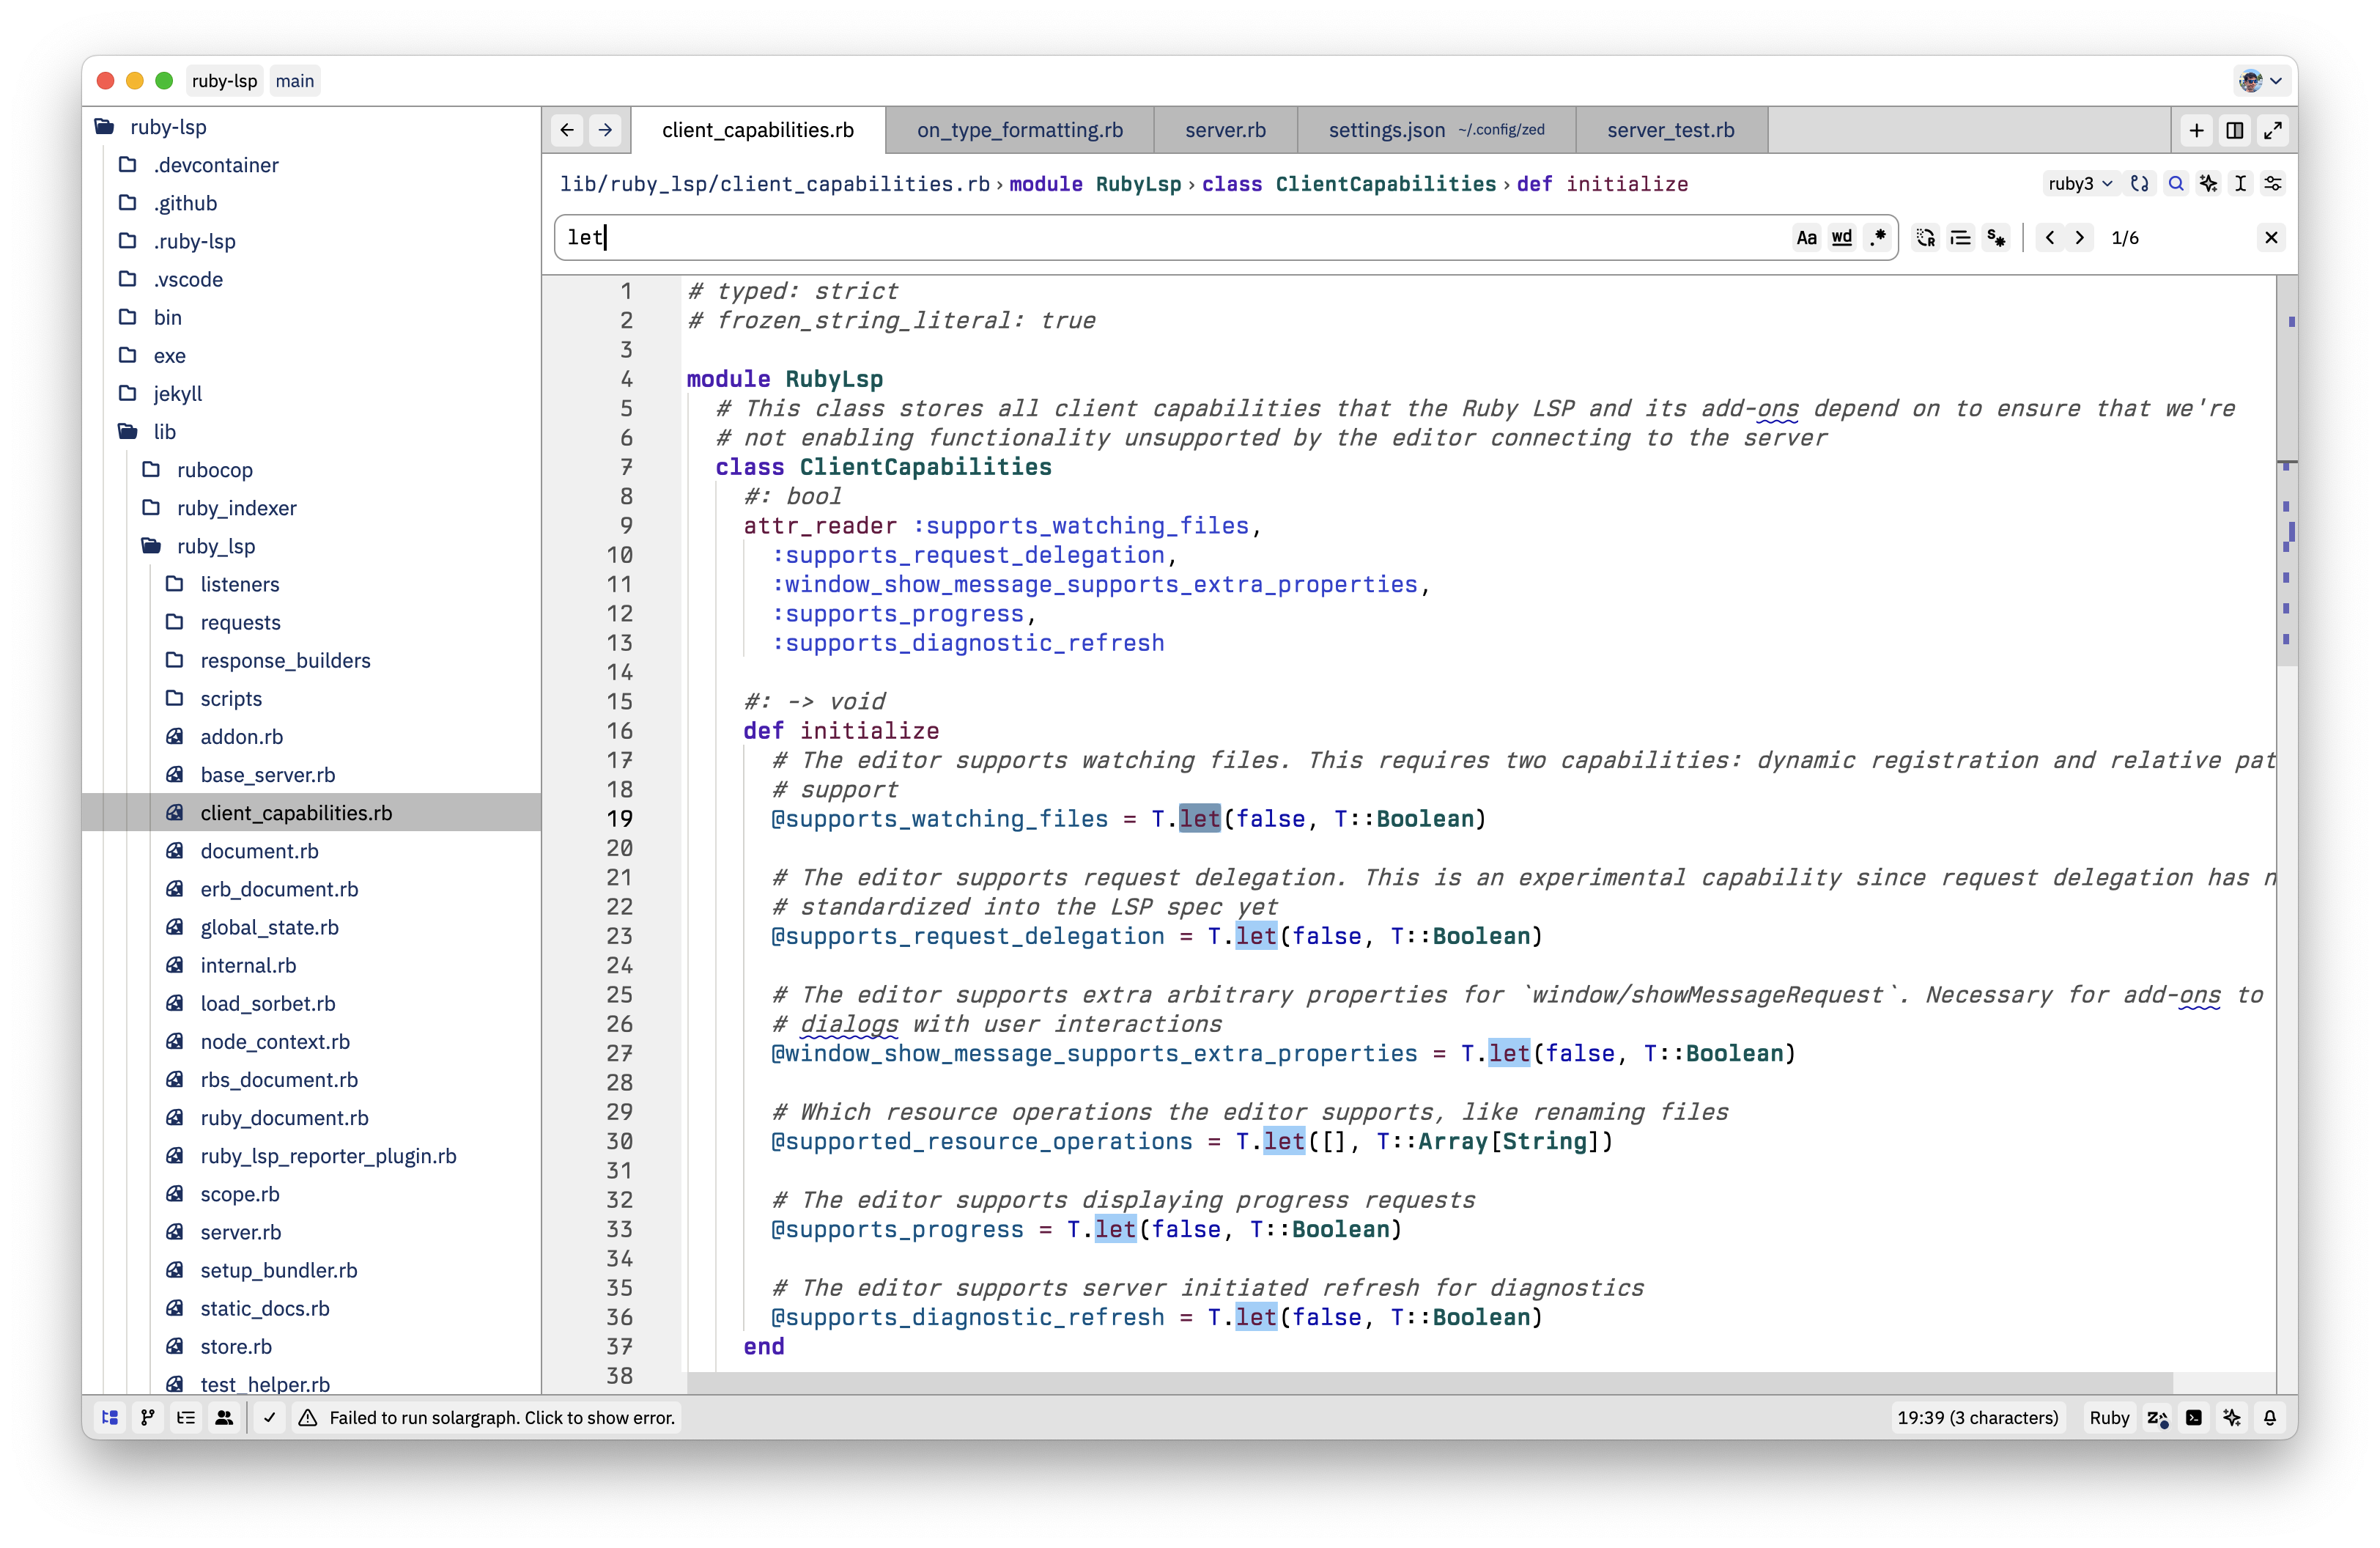 ruby-lsp main
ruby-lsp
.devcontainer
.github
.ruby-lsp
.vscode
bin
exe
jekyll
lib
rubocop
ruby_indexer
ruby_lsp
listeners
requests
response_builders
scripts
addon.rb
base_server.rb
client_capabilities.rb
document.rb
erb_document.rb
global_state.rb
internal.rb
load_sorbet.rb
node_context.rb
rbs_document.rb
ruby_document.rb
ruby_lsp_reporter_plugin.rb
scope.rb
server.rb
setup_bundler.rb
static_docs.rb
store.rb
test_helper.rb
client_capabilities.rb on_type_formatting.rb server.rb settings.json ~/.config/zed server_test.rb
lib/ruby_lsp/client_capabilities.rb › module RubyLsp › class ClientCapabilities › def initialize ruby3
let Aa wd .* 1/6
1 # typed: strict
2 # frozen_string_literal: true
3
4 module RubyLsp
5 # This class stores all client capabilities that the Ruby LSP and its add-ons depend on to ensure that we're
6 # not enabling functionality unsupported by the editor connecting to the server
7 class ClientCapabilities
8 #: bool
9 attr_reader :supports_watching_files,
10 :supports_request_delegation,
11 :window_show_message_supports_extra_properties,
12 :supports_progress,
13 :supports_diagnostic_refresh
14
15 #: -> void
16 def initialize
17 # The editor supports watching files. This requires two capabilities: dynamic registration and relative pat
18 # support
19 @supports_watching_files = T.let(false, T::Boolean)
20
21 # The editor supports request delegation. This is an experimental capability since request delegation has n
22 # standardized into the LSP spec yet
23 @supports_request_delegation = T.let(false, T::Boolean)
24
25 # The editor supports extra arbitrary properties for `window/showMessageRequest`. Necessary for add-ons to
26 # dialogs with user interactions
27 @window_show_message_supports_extra_properties = T.let(false, T::Boolean)
28
29 # Which resource operations the editor supports, like renaming files
30 @supported_resource_operations = T.let([], T::Array[String])
31
32 # The editor supports displaying progress requests
33 @supports_progress = T.let(false, T::Boolean)
34
35 # The editor supports server initiated refresh for diagnostics
36 @supports_diagnostic_refresh = T.let(false, T::Boolean)
37 end
38
Failed to run solargraph. Click to show error. 19:39 (3 characters) Ruby